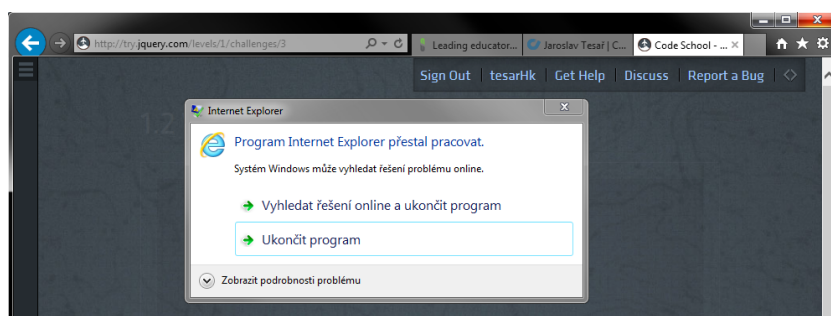 http://try.jquery.com/levels/1/challenges/3
Leading educator...
Jaroslav Tesař | C...
Code School - ...
Sign Out
tesarHk
Get Help
Discuss
Report a Bug
1.2
Internet Explorer
Program Internet Explorer přestal pracovat.
Systém Windows může vyhledat řešení problému online.
Vyhledat řešení online a ukončit program
Ukončit program
Zobrazit podrobnosti problému